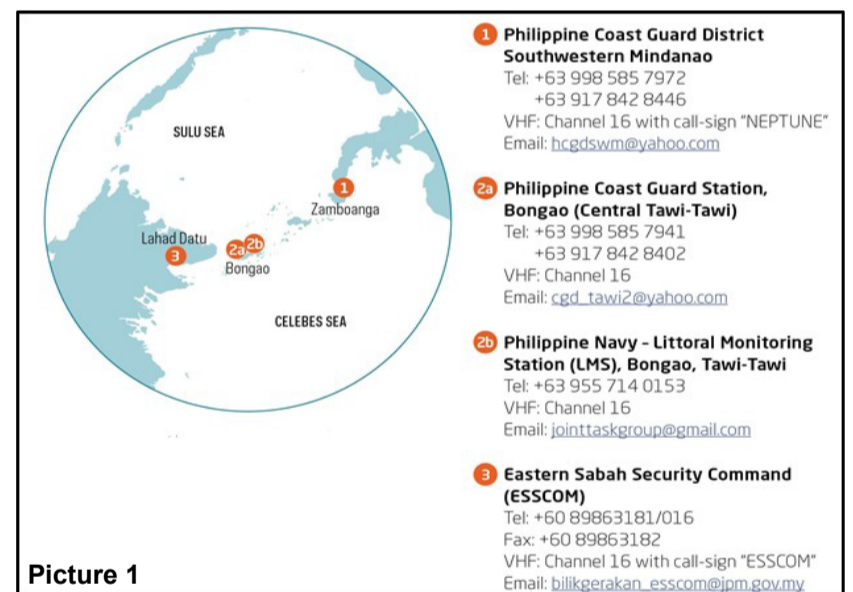 SULU SEA
1
Zamboanga
Lahad Datu
3
2a
2b
Bongao
CELEBES SEA
Picture 1
1 Philippine Coast Guard District
Southwestern Mindanao
Tel: +63 998 585 7972
+63 917 842 8446
VHF: Channel 16 with call-sign "NEPTUNE"
Email: hcgdswm@yahoo.com
2a Philippine Coast Guard Station,
Bongao (Central Tawi-Tawi)
Tel: +63 998 585 7941
+63 917 842 8402
VHF: Channel 16
Email: cgd_tawi2@yahoo.com
2b Philippine Navy – Littoral Monitoring
Station (LMS), Bongao, Tawi-Tawi
Tel: +63 955 714 0153
VHF: Channel 16
Email: jointtaskgroup@gmail.com
3 Eastern Sabah Security Command
(ESSCOM)
Tel: +60 89863181/016
Fax: +60 89863182
VHF: Channel 16 with call-sign "ESSCOM"
Email: bilikgerakan_esscom@jpm.gov.my